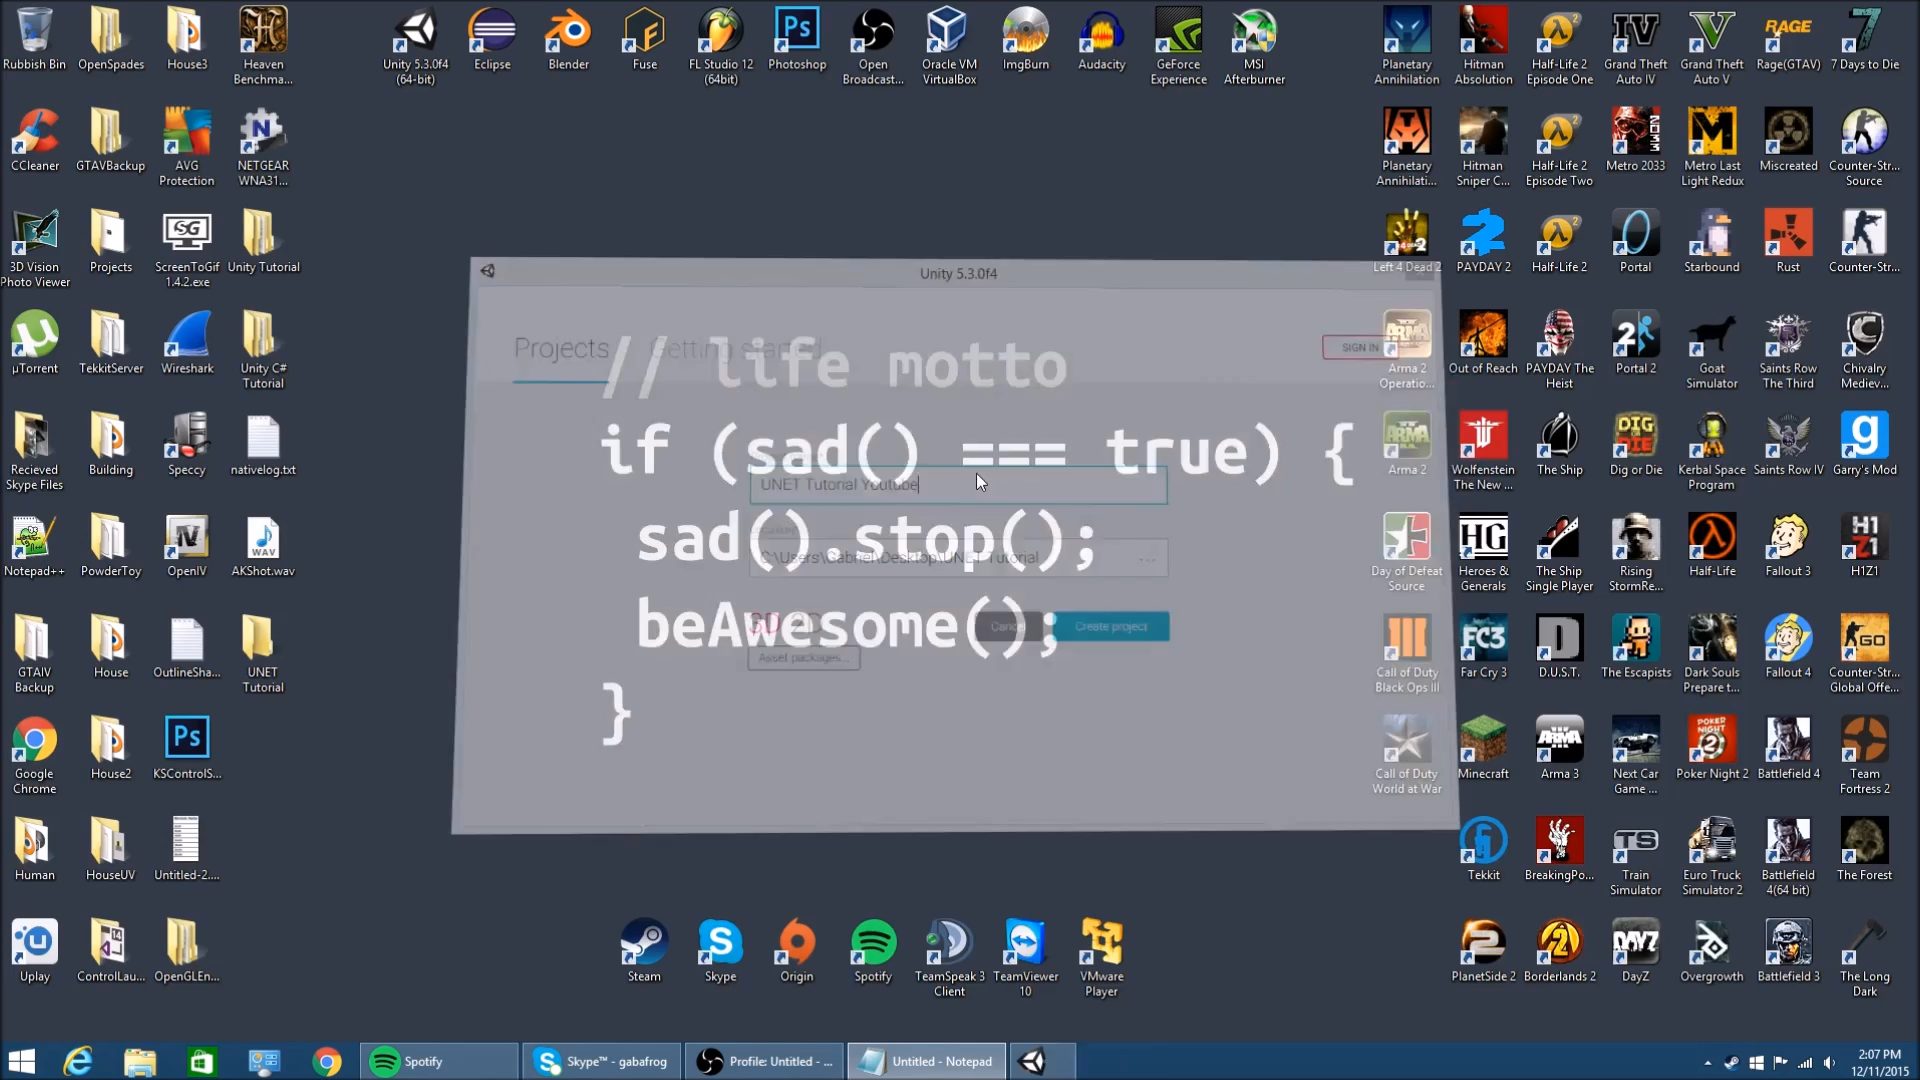 Rubbish Bin
OpenSpades
House3
Heaven
Benchma...
Unity 5.3.0f4
(64-bit)
Eclipse
Blender
Fuse
FL Studio 12
(64bit)
Photoshop
Open
Broadcast...
Oracle VM
VirtualBox
ImgBurn
Audacity
GeForce
Experience
MSI
Afterburner
Planetary
Annihilation
Hitman
Absolution
Half-Life 2
Episode One
Grand Theft
Auto IV
Grand Theft
Auto V
RAGE
Rage(GTAV)
7 Days to Die
CCleaner
GTAVBackup
AVG
Protection
NETGEAR
WNA31...
Planetary
Annihilati...
Hitman
Sniper C...
Half-Life 2
Episode Two
Metro 2033
Metro Last
Light Redux
Miscreated
Counter-Str...
Source
3D Vision
Photo Viewer
Projects
ScreenToGif
1.4.2.exe
Unity Tutorial
Left 4 Dead 2
PAYDAY 2
Half-Life 2
Portal
Starbound
Rust
Counter-Str...
Unity 5.3.0f4
Projects
Getting started
SIGN IN
// life motto
if (sad() === true) {
UNET Tutorial Youtube
sad().stop();
C:\Users\Gabriel\Desktop\UNET Tutorial
...
beAwesome();
3D
2D
Cancel
Create project
Asset packages...
}
µTorrent
TekkitServer
Wireshark
Unity C#
Tutorial
Arma 2
Operatio...
Out of Reach
PAYDAY The
Heist
Portal 2
Goat
Simulator
Saints Row
The Third
Chivalry
Mediev...
Recieved
Skype Files
Building
Speccy
nativelog.txt
Arma 2
Wolfenstein
The New ...
The Ship
Dig or Die
Kerbal Space
Program
Saints Row IV
Garry's Mod
Notepad++
PowderToy
OpenIV
AKShot.wav
Day of Defeat
Source
Heroes &
Generals
The Ship
Single Player
Rising
StormRe...
Half-Life
Fallout 3
H1Z1
GTAIV
Backup
House
OutlineSha...
UNET
Tutorial
Call of Duty
Black Ops III
Far Cry 3
D.U.S.T.
The Escapists
Dark Souls
Prepare t...
Fallout 4
Counter-Str...
Global Offe...
Google
Chrome
House2
KSControlS...
Call of Duty
World at War
Minecraft
Arma 3
Next Car
Game ...
Poker Night 2
Battlefield 4
Team
Fortress 2
Human
HouseUV
Untitled-2....
Tekkit
BreakingPo...
Train
Simulator
Euro Truck
Simulator 2
Battlefield
4(64 bit)
The Forest
Uplay
ControlLau...
OpenGLEn...
Steam
Skype
Origin
Spotify
TeamSpeak 3
Client
TeamViewer
10
VMware
Player
PlanetSide 2
Borderlands 2
DayZ
Overgrowth
Battlefield 3
The Long
Dark
Spotify
Skype™ - gabafrog
Profile: Untitled - ...
Untitled - Notepad
2:07 PM
12/11/2015